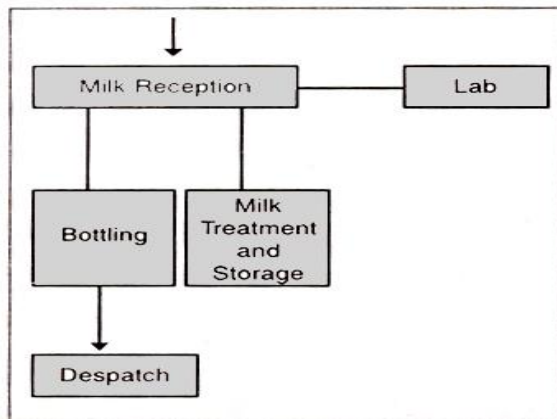 Milk Reception
Lab
Bottling
Milk
Treatment
and
Storage
Despatch